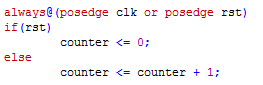 always@(posedge clk or posedge rst)
if(rst)
        counter <= 0;
else
        counter <= counter + 1;